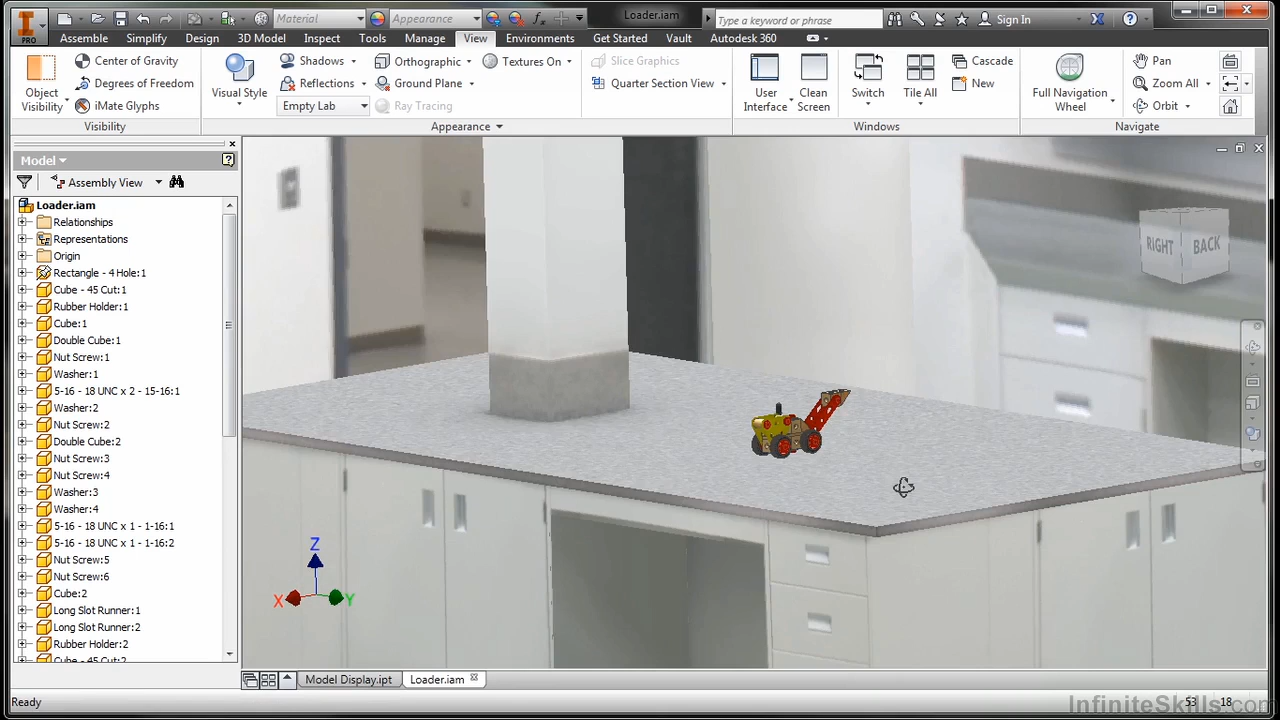 PRO
Material
Appearance
Loader.iam
Type a keyword or phrase
Sign In
Assemble Simplify Design 3D Model Inspect Tools Manage View Environments Get Started Vault Autodesk 360
Object Visibility
Center of Gravity
Degrees of Freedom
iMate Glyphs
Visibility
Visual Style
Shadows
Reflections
Empty Lab
Orthographic
Ground Plane
Ray Tracing
Textures On
Slice Graphics
Quarter Section View
Appearance
User Interface
Clean Screen
Switch
Tile All
Cascade
New
Windows
Full Navigation Wheel
Pan
Zoom All
Orbit
Navigate
Model
Assembly View
Loader.iam
Relationships
Representations
Origin
Rectangle - 4 Hole:1
Cube - 45 Cut:1
Rubber Holder:1
Cube:1
Double Cube:1
Nut Screw:1
Washer:1
5-16 - 18 UNC x 2 - 15-16:1
Washer:2
Nut Screw:2
Double Cube:2
Nut Screw:3
Nut Screw:4
Washer:3
Washer:4
5-16 - 18 UNC x 1 - 1-16:1
5-16 - 18 UNC x 1 - 1-16:2
Nut Screw:5
Nut Screw:6
Cube:2
Long Slot Runner:1
Long Slot Runner:2
Rubber Holder:2
Cube - 45 Cut:2
RIGHT BACK
Z
X Y
Model Display.ipt Loader.iam
Ready
53 18
InfiniteSkills.com